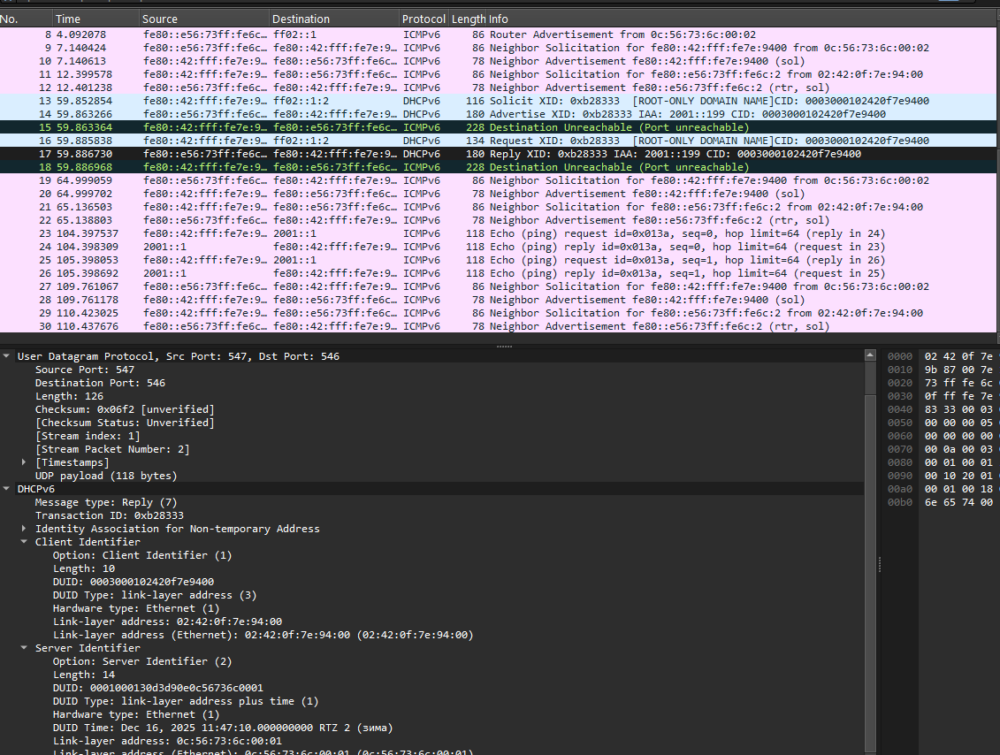 No. Time Source Destination Protocol Length Info
8 4.092078 fe80::e56:73ff:fe6c… ff02::1 ICMPv6 86 Router Advertisement from 0c:56:73:6c:00:02
9 7.140424 fe80::e56:73ff:fe6c… fe80::42:fff:fe7e:9… ICMPv6 86 Neighbor Solicitation for fe80::42:fff:fe7e:9400 from 0c:56:73:6c:00:02
10 7.140613 fe80::42:fff:fe7e:9… fe80::e56:73ff:fe6c… ICMPv6 78 Neighbor Advertisement fe80::42:fff:fe7e:9400 (sol)
11 12.399578 fe80::42:fff:fe7e:9… fe80::e56:73ff:fe6c… ICMPv6 86 Neighbor Solicitation for fe80::e56:73ff:fe6c:2 from 02:42:0f:7e:94:00
12 12.401238 fe80::e56:73ff:fe6c… fe80::42:fff:fe7e:9… ICMPv6 78 Neighbor Advertisement fe80::e56:73ff:fe6c:2 (rtr, sol)
13 59.852854 fe80::42:fff:fe7e:9… ff02::1:2 DHCPv6 116 Solicit XID: 0xb28333 [ROOT-ONLY DOMAIN NAME]CID: 0003000102420f7e9400
14 59.863266 fe80::e56:73ff:fe6c… fe80::42:fff:fe7e:9… DHCPv6 180 Advertise XID: 0xb28333 IAA: 2001::199 CID: 0003000102420f7e9400
15 59.863364 fe80::42:fff:fe7e:9… fe80::e56:73ff:fe6c… ICMPv6 228 Destination Unreachable (Port unreachable)
16 59.885838 fe80::42:fff:fe7e:9… ff02::1:2 DHCPv6 134 Request XID: 0xb28333 [ROOT-ONLY DOMAIN NAME]CID: 0003000102420f7e9400
17 59.886730 fe80::e56:73ff:fe6c… fe80::42:fff:fe7e:9… DHCPv6 180 Reply XID: 0xb28333 IAA: 2001::199 CID: 0003000102420f7e9400
18 59.886968 fe80::42:fff:fe7e:9… fe80::e56:73ff:fe6c… ICMPv6 228 Destination Unreachable (Port unreachable)
19 64.999059 fe80::e56:73ff:fe6c… fe80::42:fff:fe7e:9… ICMPv6 86 Neighbor Solicitation for fe80::42:fff:fe7e:9400 from 0c:56:73:6c:00:02
20 64.999702 fe80::42:fff:fe7e:9… fe80::e56:73ff:fe6c… ICMPv6 78 Neighbor Advertisement fe80::42:fff:fe7e:9400 (sol)
21 65.136503 fe80::42:fff:fe7e:9… fe80::e56:73ff:fe6c… ICMPv6 86 Neighbor Solicitation for fe80::e56:73ff:fe6c:2 from 02:42:0f:7e:94:00
22 65.138803 fe80::e56:73ff:fe6c… fe80::42:fff:fe7e:9… ICMPv6 78 Neighbor Advertisement fe80::e56:73ff:fe6c:2 (rtr, sol)
23 104.397537 fe80::42:fff:fe7e:9… 2001::1 ICMPv6 118 Echo (ping) request id=0x013a, seq=0, hop limit=64 (reply in 24)
24 104.398309 2001::1 fe80::42:fff:fe7e:9… ICMPv6 118 Echo (ping) reply id=0x013a, seq=0, hop limit=64 (request in 23)
25 105.398053 fe80::42:fff:fe7e:9… 2001::1 ICMPv6 118 Echo (ping) request id=0x013a, seq=1, hop limit=64 (reply in 26)
26 105.398692 2001::1 fe80::42:fff:fe7e:9… ICMPv6 118 Echo (ping) reply id=0x013a, seq=1, hop limit=64 (request in 25)
27 109.761067 fe80::e56:73ff:fe6c… fe80::42:fff:fe7e:9… ICMPv6 86 Neighbor Solicitation for fe80::42:fff:fe7e:9400 from 0c:56:73:6c:00:02
28 109.761178 fe80::42:fff:fe7e:9… fe80::e56:73ff:fe6c… ICMPv6 78 Neighbor Advertisement fe80::42:fff:fe7e:9400 (sol)
29 110.423025 fe80::42:fff:fe7e:9… fe80::e56:73ff:fe6c… ICMPv6 86 Neighbor Solicitation for fe80::e56:73ff:fe6c:2 from 02:42:0f:7e:94:00
30 110.437676 fe80::e56:73ff:fe6c… fe80::42:fff:fe7e:9… ICMPv6 78 Neighbor Advertisement fe80::e56:73ff:fe6c:2 (rtr, sol)
User Datagram Protocol, Src Port: 547, Dst Port: 546
Source Port: 547
Destination Port: 546
Length: 126
Checksum: 0x06f2 [unverified]
[Checksum Status: Unverified]
[Stream index: 1]
[Stream Packet Number: 2]
[Timestamps]
UDP payload (118 bytes)
DHCPv6
Message type: Reply (7)
Transaction ID: 0xb28333
Identity Association for Non-temporary Address
Client Identifier
Option: Client Identifier (1)
Length: 10
DUID: 0003000102420f7e9400
DUID Type: link-layer address (3)
Hardware type: Ethernet (1)
Link-layer address: 02:42:0f:7e:94:00
Link-layer address (Ethernet): 02:42:0f:7e:94:00 (02:42:0f:7e:94:00)
Server Identifier
Option: Server Identifier (2)
Length: 14
DUID: 0001000130d3d90e0c56736c0001
DUID Type: link-layer address plus time (1)
Hardware type: Ethernet (1)
DUID Time: Dec 16, 2025 11:47:10.000000000 RTZ 2 (зима)
Link-layer address: 0c:56:73:6c:00:01
Link-layer address (Ethernet): 0c:56:73:6c:00:01 (0c:56:73:6c:00:01)
0000 02 42 0f 7e
0010 9b 87 00 7e
0020 73 ff fe 6c
0030 0f ff fe 7e
0040 83 33 00 03
0050 00 00 00 05
0060 00 00 00 00
0070 00 0a 00 03
0080 00 01 00 01
0090 00 10 20 01
00a0 00 01 00 18
00b0 6e 65 74 00